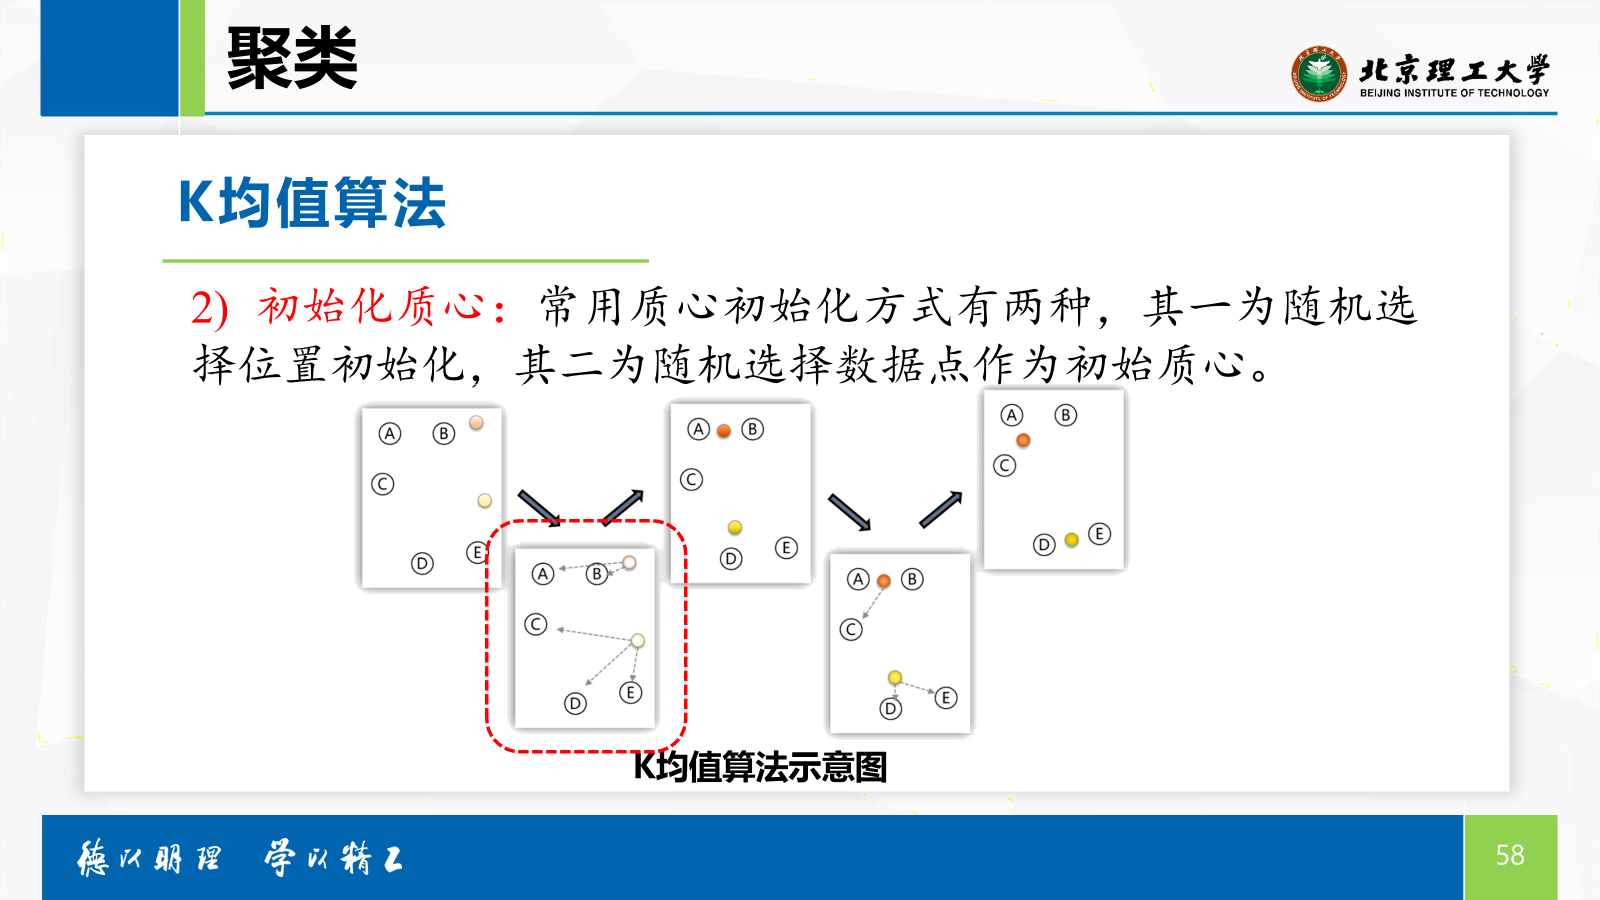 聚类
北京理工大学
BEIJING INSTITUTE OF TECHNOLOGY
K均值算法
2) 初始化质心：常用质心初始化方式有两种，其一为随机选
择位置初始化，其二为随机选择数据点作为初始质心。
A B
C
D E
A B
C
D E
A B
C
D E
A B
C
D E
A B
C
D E
K均值算法示意图
德以明理 学以精工
58